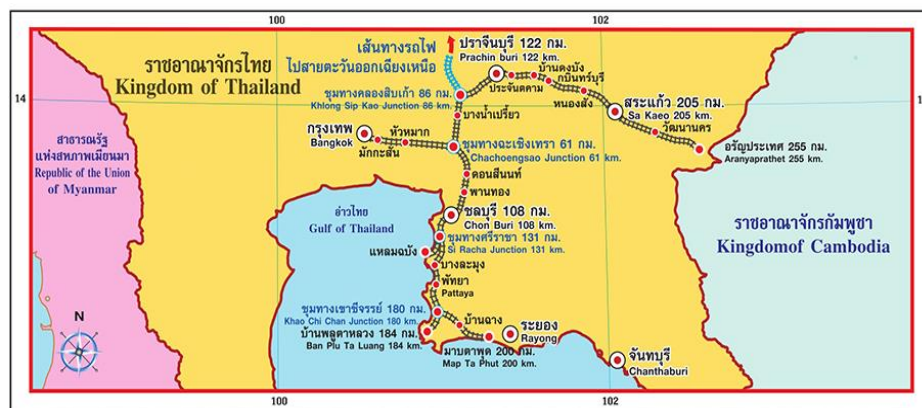 100
102
เส้นทางรถไฟ
ไปสายตะวันออกเฉียงเหนือ
ปราจีนบุรี 122 กม.
Prachin buri 122 km.
ราชอาณาจักรไทย
Kingdom of Thailand
บ้านดงบัง
กบินทร์บุรี
ประจันตคาม
หนองสัง
14
14
ชุมทางคลองสิบเก้า 86 กม.
Khlong Sip Kao Junction 86 km.
สระแก้ว 205 กม.
Sa Kaeo 205 km.
บางน้ำเปรี้ยว
วัฒนานคร
กรุงเทพ
Bangkok
หัวหมาก
มักกะสัน
ชุมทางฉะเชิงเทรา 61 กม.
Chachoengsao Junction 61 km.
อรัญประเทศ 255 กม.
Aranyaprathet 255 km.
สาธารณรัฐ
แห่งสหภาพเมียนมา
Republic of the Union
of Myanmar
ดอนสีนนท์
พานทอง
อ่าวไทย
Gulf of Thailand
ชลบุรี 108 กม.
Chon Buri 108 km.
ราชอาณาจักรกัมพูชา
Kingdomof Cambodia
ชุมทางศรีราชา 131 กม.
Si Racha Junction 131 km.
แหลมฉบัง
บางละมุง
พัทยา
Pattaya
ชุมทางเขาชีจรรย์ 180 กม.
Khao Chi Chan Junction 180 km.
บ้านฉาง
ระยอง
Rayong
บ้านพลูตาหลวง 184 กม.
Ban Plu Ta Luang 184 km.
มาบตาพุด 200 กม.
Map Ta Phut 200 km.
จันทบุรี
Chanthaburi
N
100
102